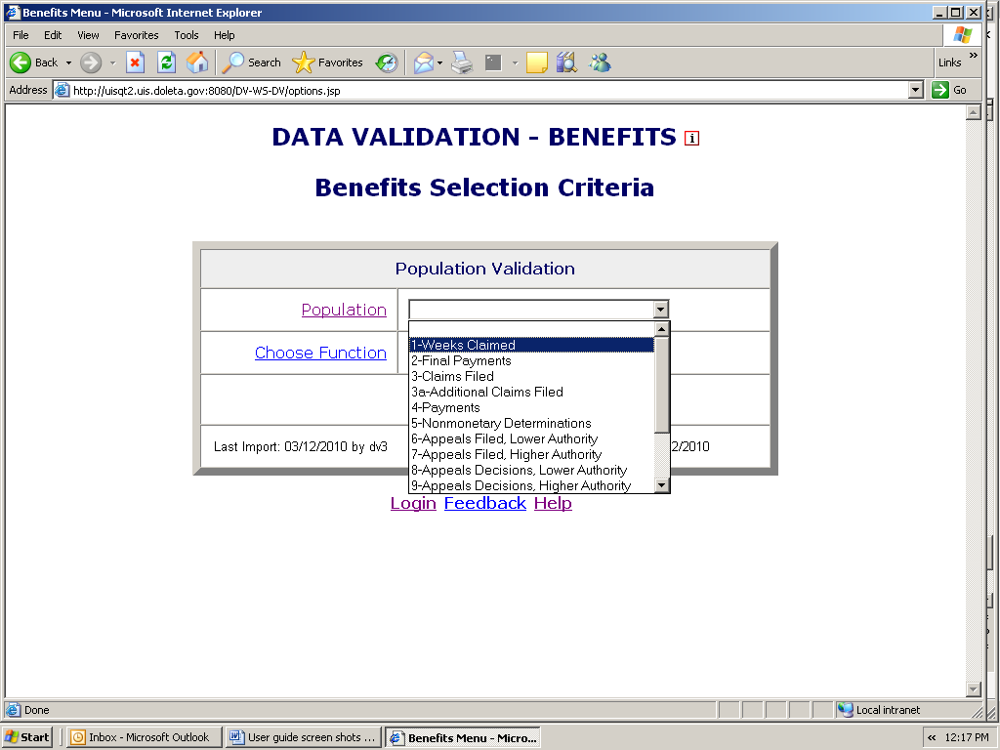 Benefits Menu - Microsoft Internet Explorer
File Edit View Favorites Tools Help
Back Search Favorites Links »
Address http://uisqt2.uis.doleta.gov:8080/DV-WS-DV/options.jsp Go
DATA VALIDATION - BENEFITS i
Benefits Selection Criteria
Population Validation
Population
1-Weeks Claimed
2-Final Payments
3-Claims Filed
3a-Additional Claims Filed
4-Payments
5-Nonmonetary Determinations
6-Appeals Filed, Lower Authority
7-Appeals Filed, Higher Authority
8-Appeals Decisions, Lower Authority
9-Appeals Decisions, Higher Authority
Choose Function
Last Import: 03/12/2010 by dv3 2/2010
Login Feedback Help
Done Local intranet
Start Inbox - Microsoft Outlook User guide screen shots ... Benefits Menu - Micro... « 12:17 PM